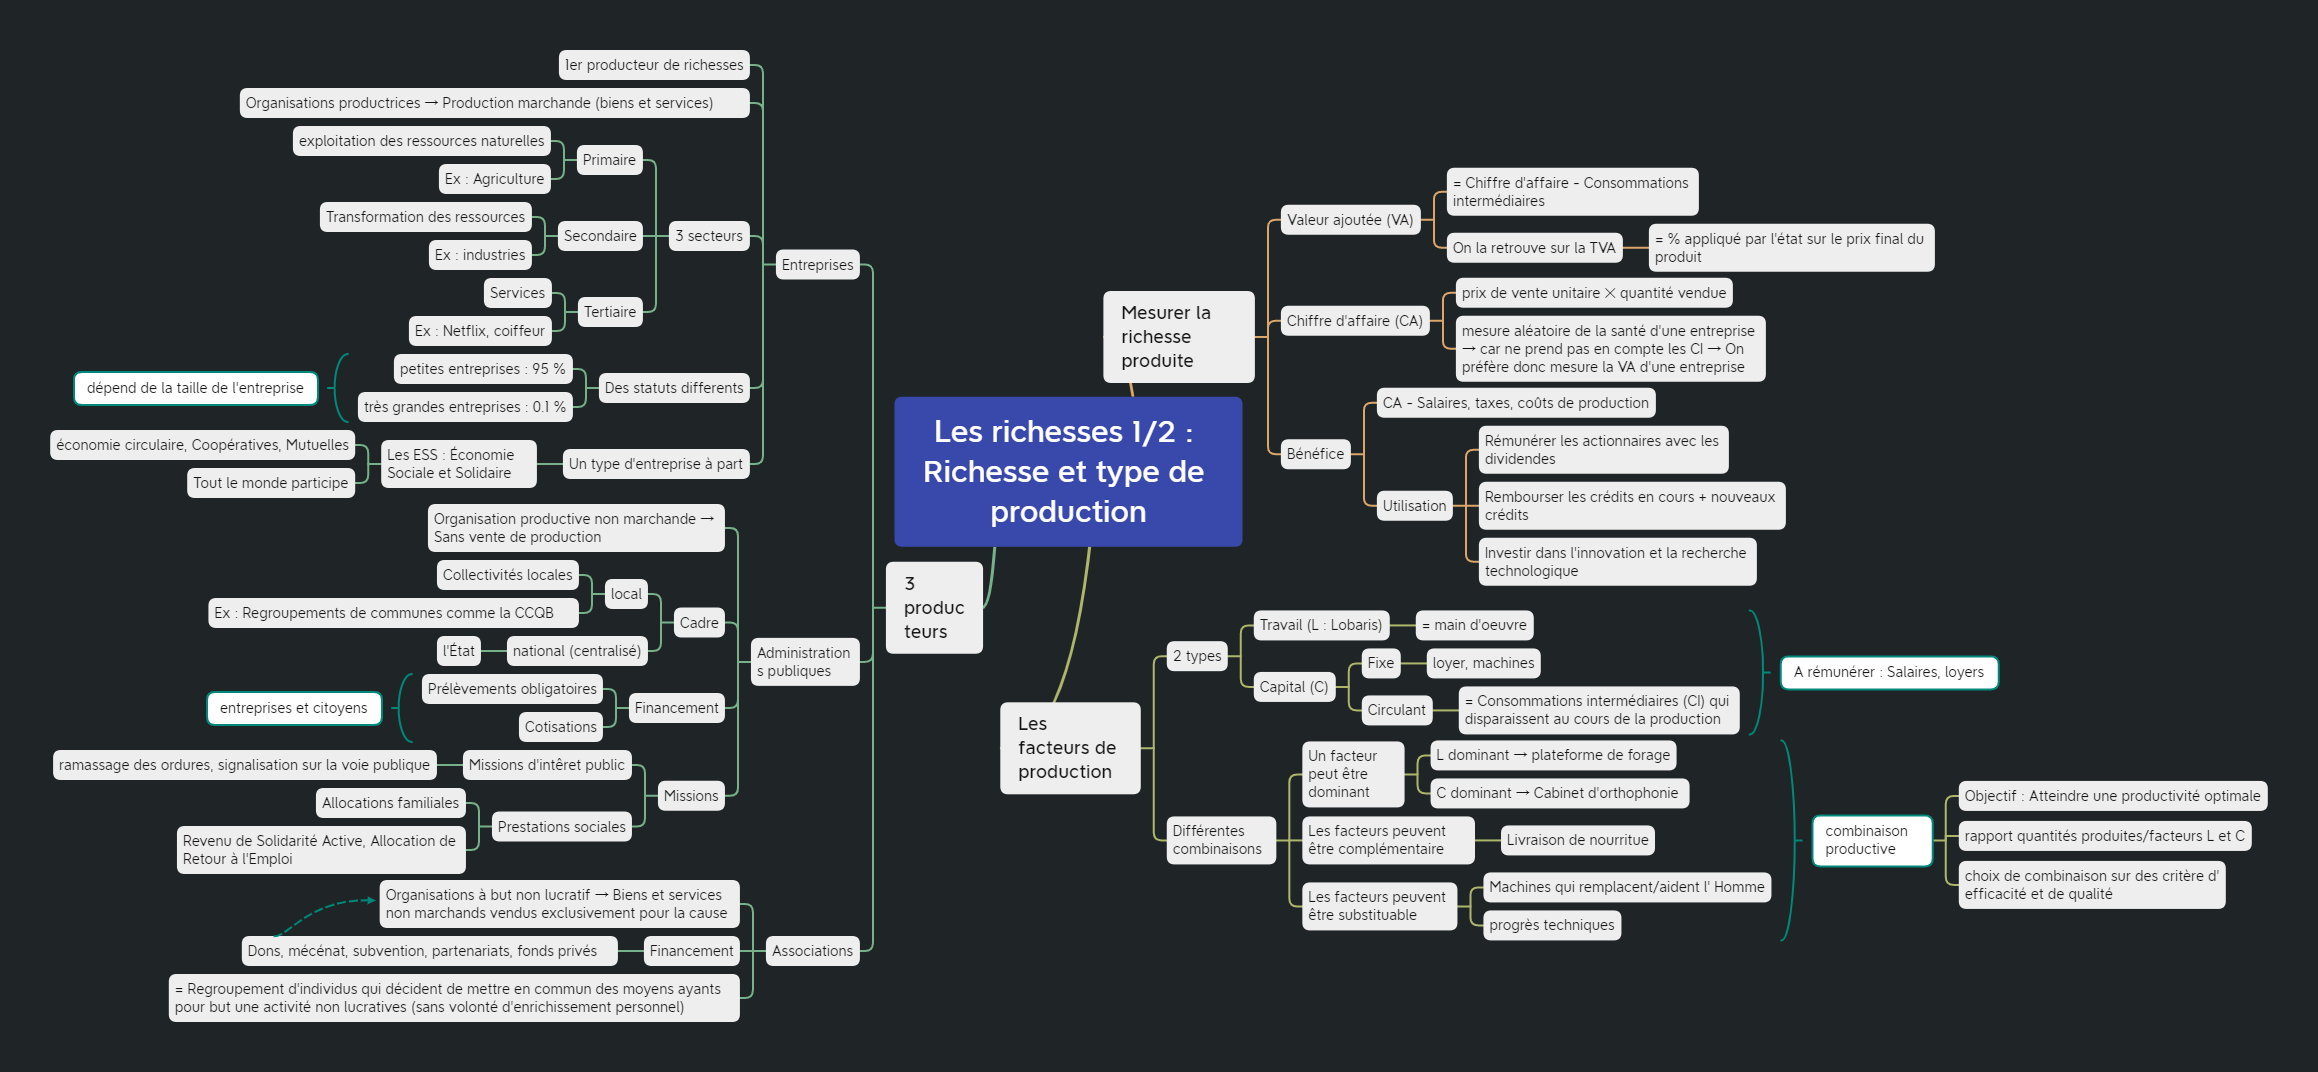 Les richesses 1/2 :
Richesse et type de
production
3
produc
teurs
Entreprises
1er producteur de richesses
Organisations productrices → Production marchande (biens et services)
3 secteurs
Primaire
exploitation des ressources naturelles
Ex : Agriculture
Secondaire
Transformation des ressources
Ex : industries
Tertiaire
Services
Ex : Netflix, coiffeur
Des statuts differents
petites entreprises : 95 %
très grandes entreprises : 0.1 %
dépend de la taille de l'entreprise
Un type d'entreprise à part
Les ESS : Économie
Sociale et Solidaire
économie circulaire, Coopératives, Mutuelles
Tout le monde participe
Administration
s publiques
Organisation productive non marchande →
Sans vente de production
Cadre
local
Collectivités locales
Ex : Regroupements de communes comme la CCQB
national (centralisé)
l'État
Financement
Prélèvements obligatoires
Cotisations
entreprises et citoyens
Missions
Missions d'intêret public
ramassage des ordures, signalisation sur la voie publique
Prestations sociales
Allocations familiales
Revenu de Solidarité Active, Allocation de
Retour à l'Emploi
Associations
Organisations à but non lucratif → Biens et services
non marchands vendus exclusivement pour la cause
Financement
Dons, mécénat, subvention, partenariats, fonds privés
= Regroupement d'individus qui décident de mettre en commun des moyens ayants
pour but une activité non lucratives (sans volonté d'enrichissement personnel)
Mesurer la
richesse
produite
Valeur ajoutée (VA)
= Chiffre d'affaire - Consommations
intermédiaires
On la retrouve sur la TVA
= % appliqué par l'état sur le prix final du
produit
Chiffre d'affaire (CA)
prix de vente unitaire × quantité vendue
mesure aléatoire de la santé d'une entreprise
→ car ne prend pas en compte les CI → On
préfère donc mesure la VA d'une entreprise
Bénéfice
CA - Salaires, taxes, coûts de production
Utilisation
Rémunérer les actionnaires avec les
dividendes
Rembourser les crédits en cours + nouveaux
crédits
Investir dans l'innovation et la recherche
technologique
Les
facteurs de
production
2 types
Travail (L : Lobaris)
= main d'oeuvre
Capital (C)
Fixe
loyer, machines
Circulant
= Consommations intermédiaires (CI) qui
disparaissent au cours de la production
A rémunérer : Salaires, loyers
Différentes
combinaisons
Un facteur
peut être
dominant
L dominant → plateforme de forage
C dominant → Cabinet d'orthophonie
Les facteurs peuvent
être complémentaire
Livraison de nourritue
Les facteurs peuvent
être substituable
Machines qui remplacent/aident l' Homme
progrès techniques
combinaison
productive
Objectif : Atteindre une productivité optimale
rapport quantités produites/facteurs L et C
choix de combinaison sur des critère d'
efficacité et de qualité